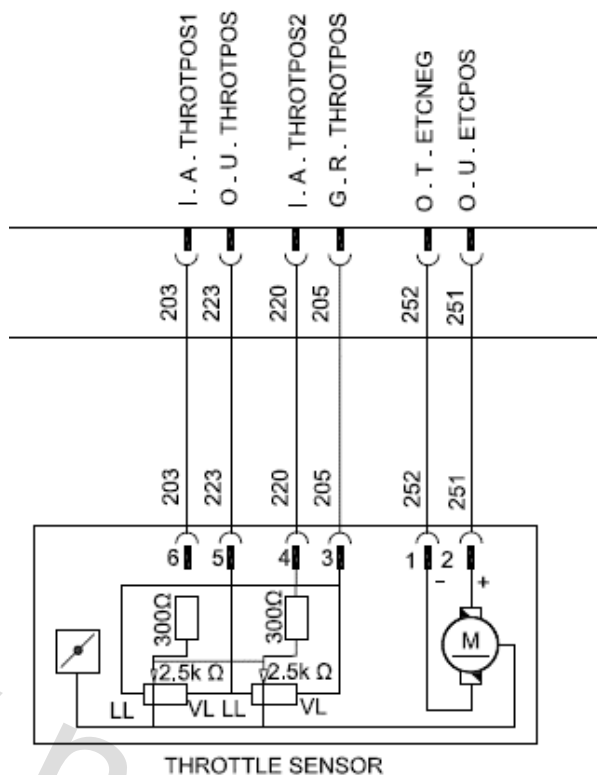 I . A . THROTPOS1
O . U . THROTPOS
I . A . THROTPOS2
G . R . THROTPOS
O . T . ETCNEG
O . U . ETCPOS
203 223 220 205 252 251
203 223 220 205 252 251
6 5 4 3 1 2
− +
300Ω 300Ω
M
2.5k Ω 2.5k Ω
LL VL LL VL
THROTTLE SENSOR